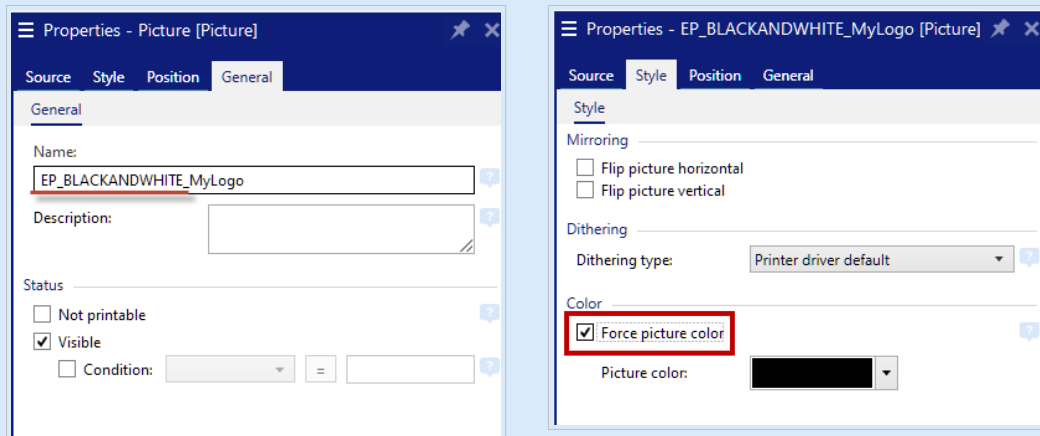 Properties - Picture [Picture]
Source Style Position General
General
Name:
EP_BLACKANDWHITE_MyLogo
?
Description:
?
Status
Not printable
?
Visible
Condition:
=
?
Properties - EP_BLACKANDWHITE_MyLogo [Picture]
Source Style Position General
Style
Mirroring
Flip picture horizontal
Flip picture vertical
Dithering
Dithering type:
Printer driver default
?
Color
Force picture color
?
Picture color: